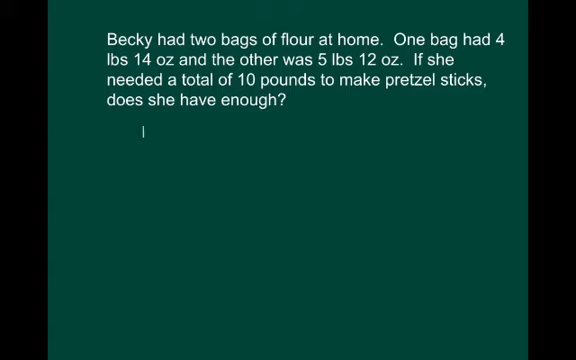 Becky had two bags of flour at home.  One bag had 4
lbs 14 oz and the other was 5 lbs 12 oz.  If she
needed a total of 10 pounds to make pretzel sticks,
does she have enough?